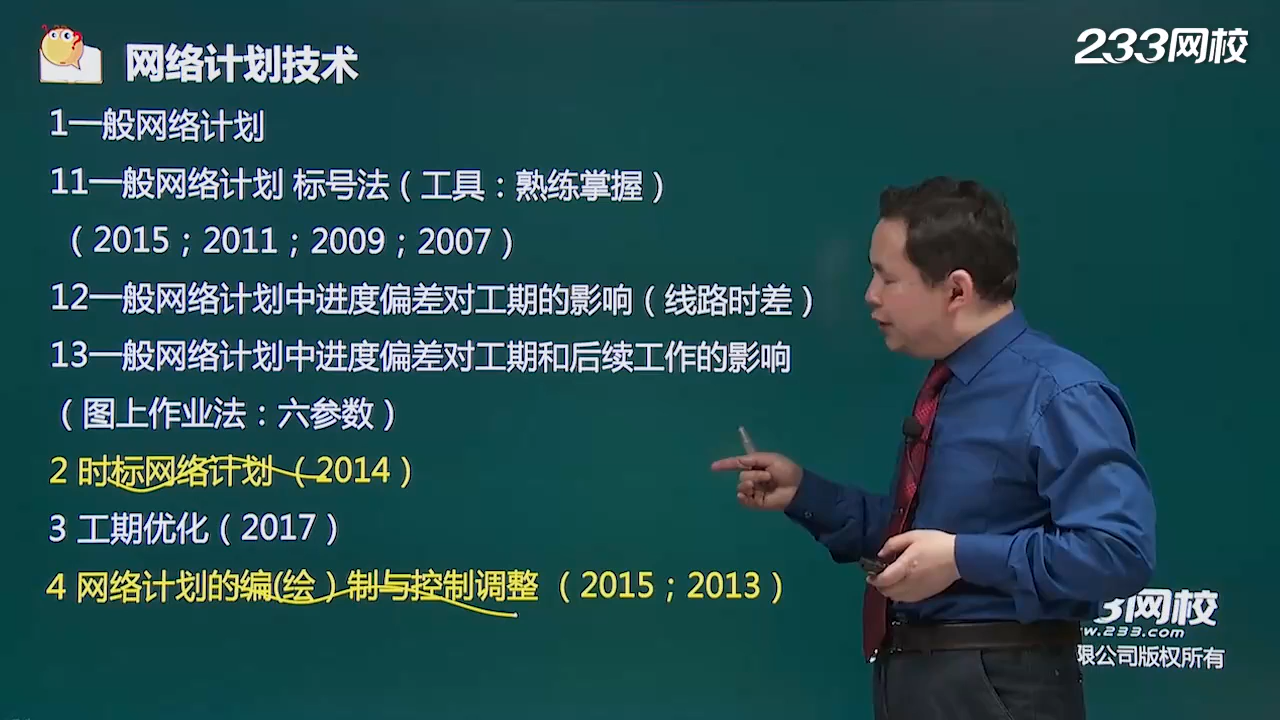 233网校
网络计划技术
1一般网络计划
11一般网络计划 标号法（工具：熟练掌握）
（2015；2011；2009；2007）
12一般网络计划中进度偏差对工期的影响（线路时差）
13一般网络计划中进度偏差对工期和后续工作的影响
（图上作业法：六参数）
2 时标网络计划 （2014）
3 工期优化（2017）
4 网络计划的编(绘）制与控制调整 （2015；2013）
3网校
w.233.com
限公司版权所有